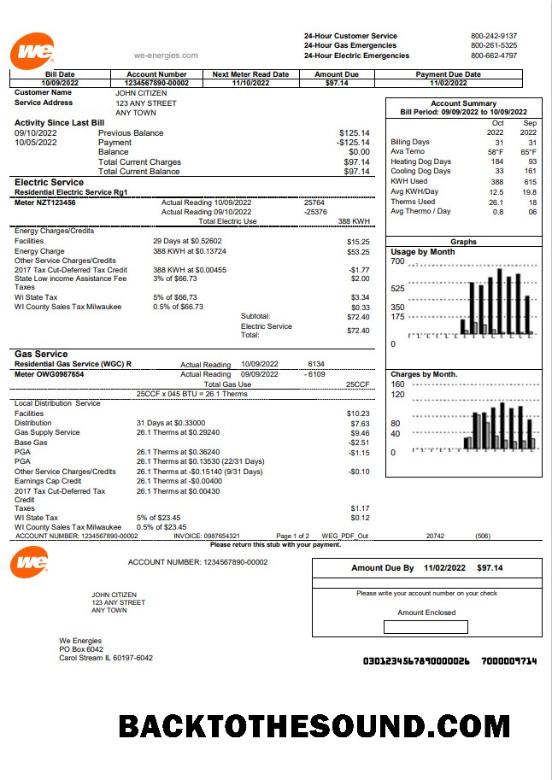 we
we-energies.com
24-Hour Customer Service 800-242-9137
24-Hour Gas Emergencies 800-261-5325
24-Hour Electric Emergencies 800-662-4797
Bill Date Account Number Next Meter Read Date Amount Due Payment Due Date
10/09/2022 1234567890-00002 11/10/2022 $97.14 11/02/2022
Customer Name JOHN CITIZEN
Service Address 123 ANY STREET
ANY TOWN
Activity Since Last Bill
09/10/2022 Previous Balance $125.14
10/05/2022 Payment -$125.14
Balance $0.00
Total Current Charges $97.14
Total Current Balance $97.14
Account Summary
Bill Period: 09/09/2022 to 10/09/2022
Oct Sep
2022 2022
Billing Days 31 31
Ava Temo 58°F 65°F
Heating Dog Days 184 93
Cooling Dog Days 33 161
KWH Used 388 615
Avg KWH/Day 12.5 19.8
Therms Used 26.1 18
Avg Thermo / Day 0.8 06
Electric Service
Residential Electric Service Rg1
Meter NZT123456 Actual Reading 10/09/2022 25764
Actual Reading 09/10/2022 -25376
Total Electric Use 388 KWH
Energy Charges/Credits
Facilities 29 Days at $0.52602 $15.25
Energy Charge 388 KWH at $0.13724 $53.25
Other Service Charges/Credits
2017 Tax Cut-Deferred Tax Credit 388 KWH at $0.00455 -$1.77
State Low income Assistance Fee 3% of $66.73 $2.00
Taxes
WI State Tax 5% of $66.73 $3.34
WI County Sales Tax Milwaukee 0.5% of $66.73 $0.33
Subtotal: $72.40
Electric Service
Total: $72.40
Graphs
Usage by Month
700
525
350
175
0
Gas Service
Residential Gas Service (WGC) R Actual Reading 10/09/2022 6134
Meter OWG0987654 Actual Reading 09/09/2022 - 6109
Total Gas Use 25CCF
25CCF x 045 BTU = 26.1 Therms
Local Distribution Service
Facilities $10.23
Distribution 31 Days at $0.33000 $7.63
Gas Supply Service 26.1 Therms at $0.29240 $9.46
Base Gas -$2.51
PGA 26.1 Therms at $0.36240 -$1.15
PGA 26.1 Therms at $0.13530 (22/31 Days)
Other Service Charges/Credits 26.1 Therms at -$0.15140 (9/31 Days) -$0.10
Earnings Cap Credit 26.1 Therms at -$0.00400
2017 Tax Cut-Deferred Tax 26.1 Therms at $0.00430
Credit
Taxes $1.17
WI State Tax 5% of $23.45 $0.12
WI County Sales Tax Milwaukee 0.5% of $23.45
Charges by Month.
160
120
80
40
0
ACCOUNT NUMBER: 1234567890-00002 INVOICE: 0987654321 Page 1 of 2 WEG_PDF_Out 20742 (506)
Please return this stub with your payment.
we
ACCOUNT NUMBER: 1234567890-00002
Amount Due By 11/02/2022 $97.14
Please write your account number on your check
Amount Enclosed
JOHN CITIZEN
123 ANY STREET
ANY TOWN
We Energies
PO Box 6042
Carol Stream IL 60197-6042
0301234567890000026 7000009714
BACKTOTHESOUND.COM